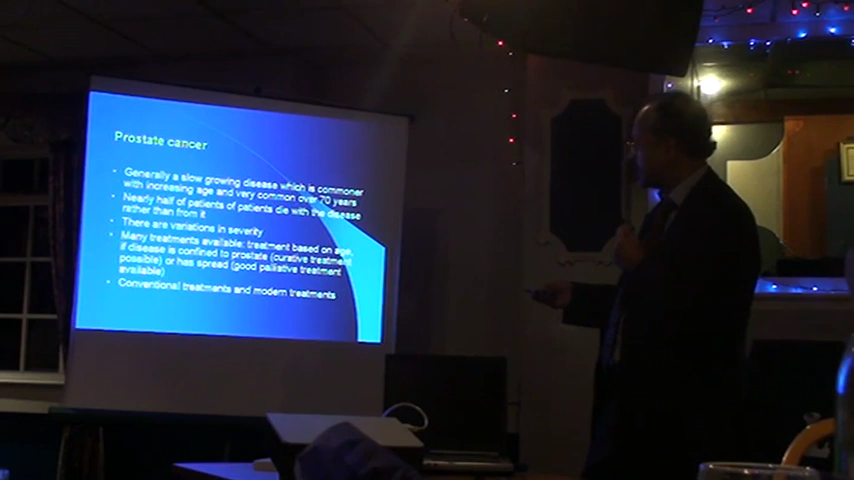 Prostate cancer
• Generally a slow growing disease which is commoner
with increasing age and very common over 70 years
• Nearly half of patients of patients die with the disease
rather than from it
• There are variations in severity
• Many treatments available: treatment based on age,
if disease is confined to prostate (curative treatment
possible) or has spread (good palliative treatment
available)
• Conventional treatments and modern treatments